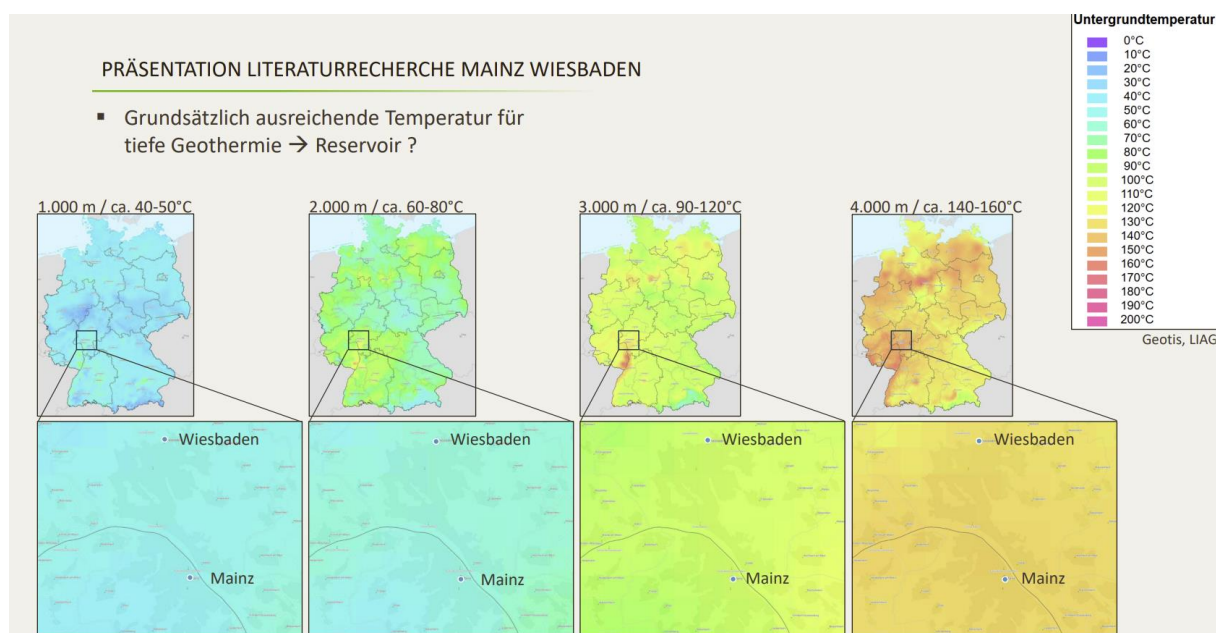 PRÄSENTATION LITERATURRECHERCHE MAINZ WIESBADEN
▪ Grundsätzlich ausreichende Temperatur für
tiefe Geothermie → Reservoir ?
Untergrundtemperatur
0°C
10°C
20°C
30°C
40°C
50°C
60°C
70°C
80°C
90°C
100°C
110°C
120°C
130°C
140°C
150°C
160°C
170°C
180°C
190°C
200°C
Geotis, LIAG
1.000 m / ca. 40-50°C
2.000 m / ca. 60-80°C
3.000 m / ca. 90-120°C
4.000 m / ca. 140-160°C
Wiesbaden
Wiesbaden
Wiesbaden
Wiesbaden
Mainz
Mainz
Mainz
Mainz